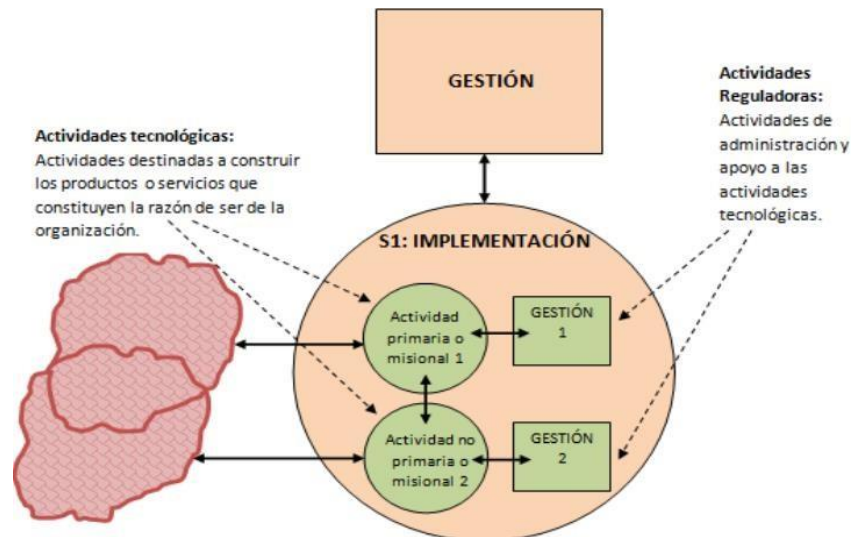 GESTIÓN
Actividades
Reguladoras:
Actividades de
administración y
apoyo a las
actividades
tecnológicas.
Actividades tecnológicas:
Actividades destinadas a construir
los productos o servicios que
constituyen la razón de ser de la
organización.
S1: IMPLEMENTACIÓN
Actividad
primaria o
misional 1
GESTIÓN
1
Actividad no
primaria o
misional 2
GESTIÓN
2